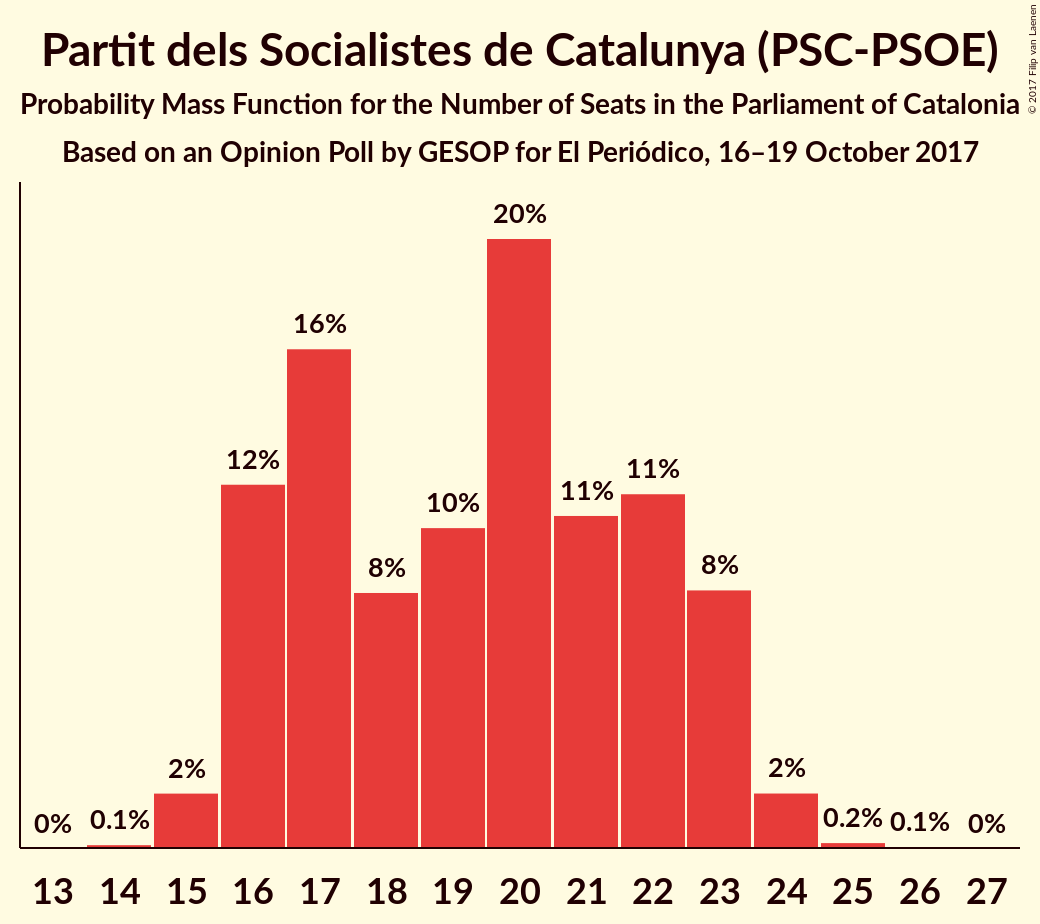 Partit dels Socialistes de Catalunya (PSC-PSOE)
Probability Mass Function for the Number of Seats in the Parliament of Catalonia
Based on an Opinion Poll by GESOP for El Periódico, 16–19 October 2017
© 2017 Filip van Laenen
0% 0.1% 2% 12% 16% 8% 10% 20% 11% 11% 8% 2% 0.2% 0.1% 0%
13 14 15 16 17 18 19 20 21 22 23 24 25 26 27